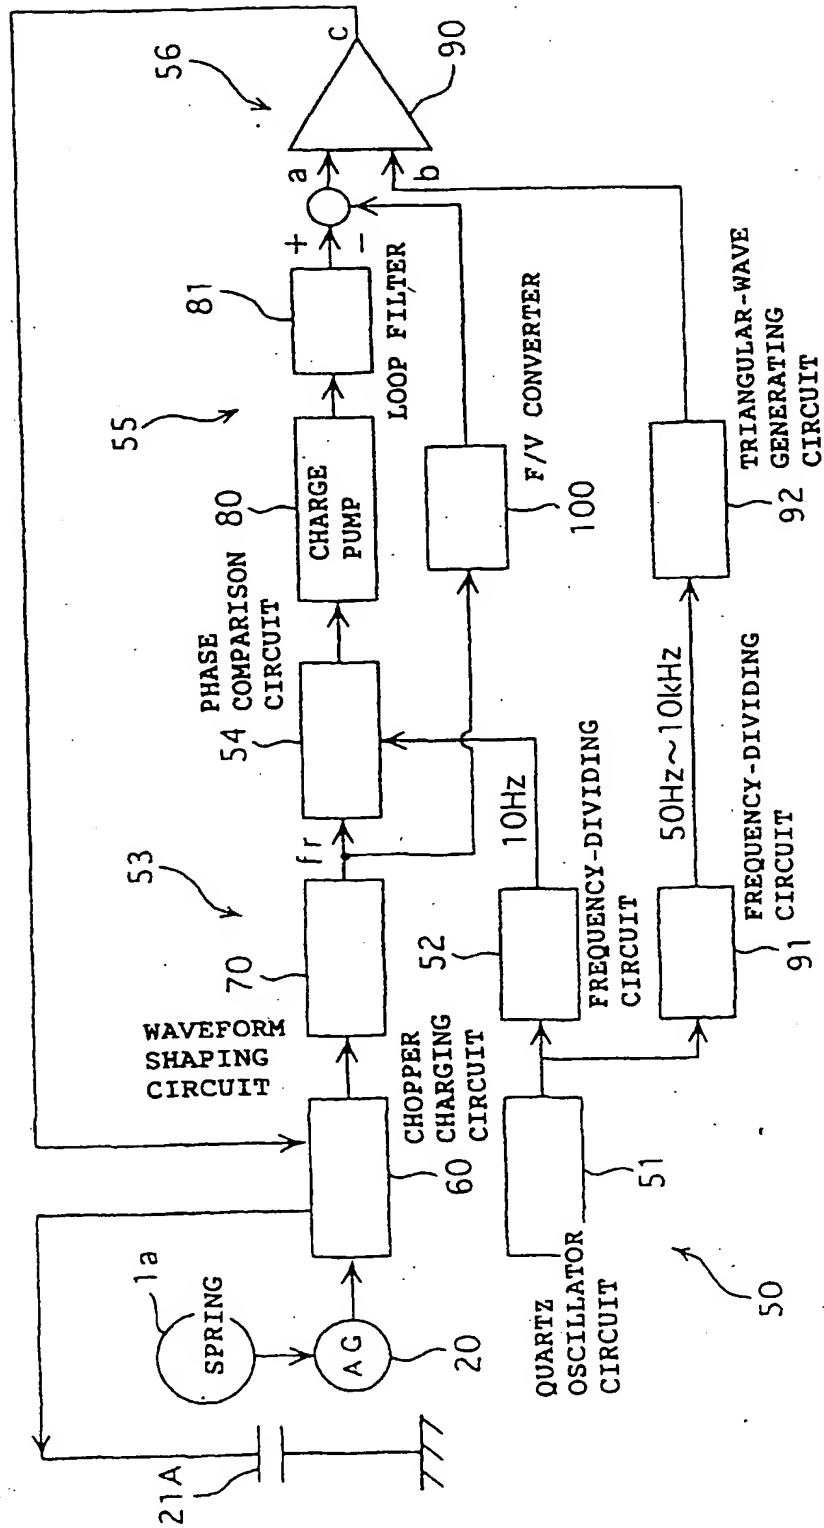 56
c
90
a
b
+
−
81
LOOP FILTER
55
80
CHARGE
PUMP
F/V CONVERTER
100
TRIANGULAR-WAVE
GENERATING
CIRCUIT
92
PHASE
COMPARISON
CIRCUIT
54
50Hz~10kHz
10Hz
fr
53
70
52
FREQUENCY-DIVIDING
CIRCUIT
FREQUENCY-DIVIDING
CIRCUIT
91
WAVEFORM
SHAPING
CIRCUIT
CHOPPER
CHARGING
CIRCUIT
60
51
1a
SPRING
AG
20
QUARTZ
OSCILLATOR
CIRCUIT
50
21A